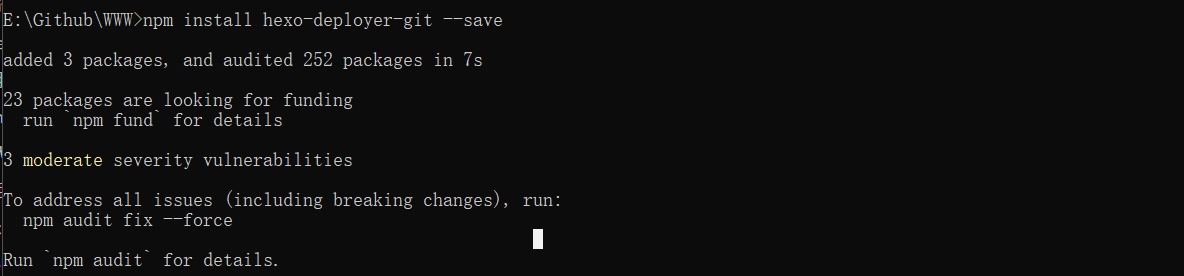 E:\Github\WWW>npm install hexo-deployer-git --save
added 3 packages, and audited 252 packages in 7s
23 packages are looking for funding
  run `npm fund` for details
3 moderate severity vulnerabilities
To address all issues (including breaking changes), run:
  npm audit fix --force
Run `npm audit` for details.